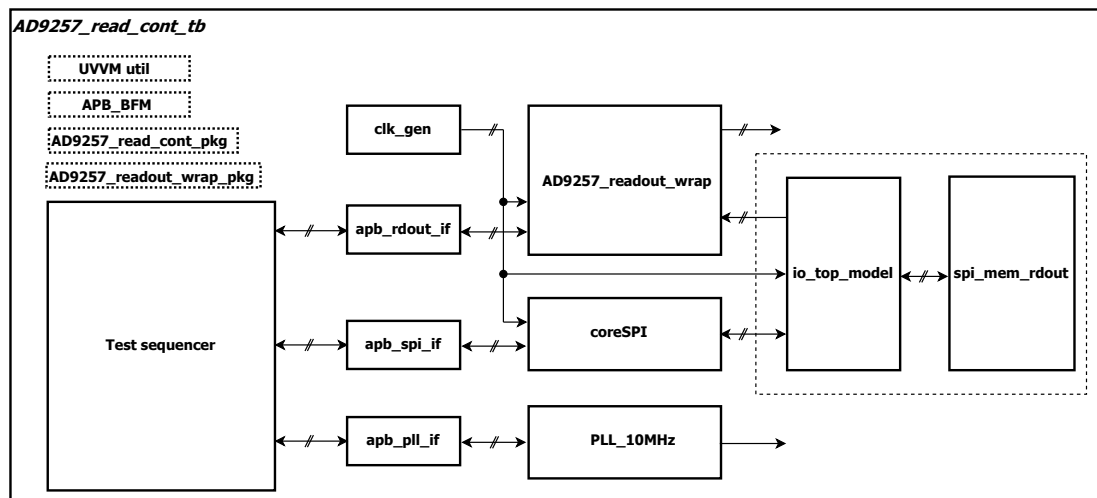 AD9257_read_cont_tb
UVVM util
APB_BFM
AD9257_read_cont_pkg
AD9257_readout_wrap_pkg
clk_gen
AD9257_readout_wrap
apb_rdout_if
io_top_model
spi_mem_rdout
Test sequencer
apb_spi_if
coreSPI
apb_pll_if
PLL_10MHz